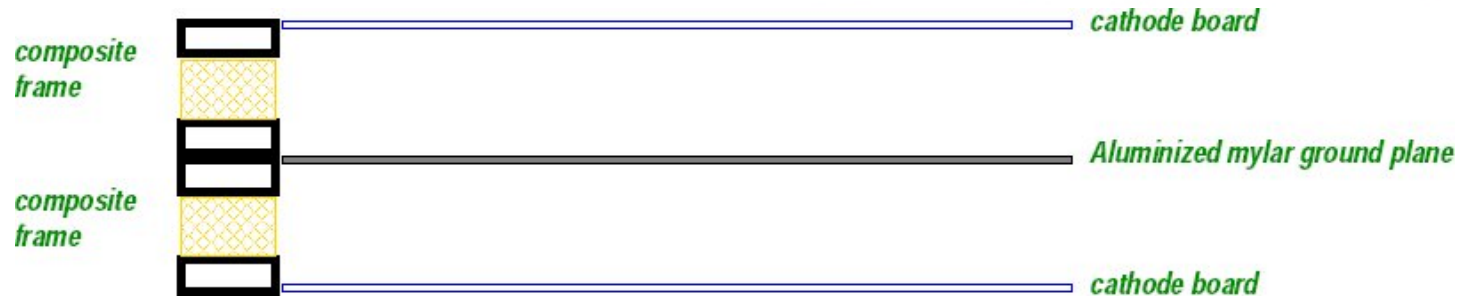 cathode board
composite
frame
Aluminized mylar ground plane
composite
frame
cathode board